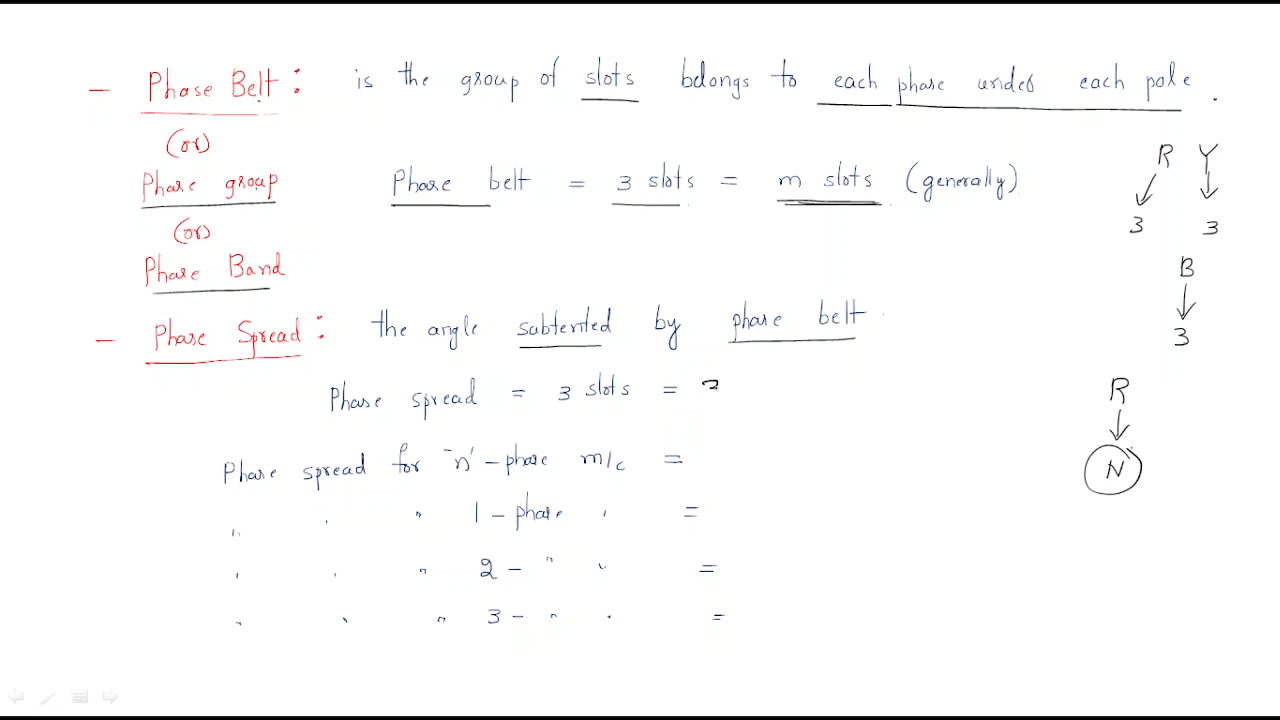 - Phase Belt : is the group of slots belongs to each phase under each pole .
(or)
Phase group
Phase belt = 3 slots = m slots (generally)
(or)
Phase Band
R Y
3 3
B
3
- Phase Spread : the angle subtented by phase belt
Phase spread = 3 slots =
R
N
Phase spread for 'n' - phase m/c =
" " " 1 - phase " =
" " " 2 - " " =
" " " 3 - " " =